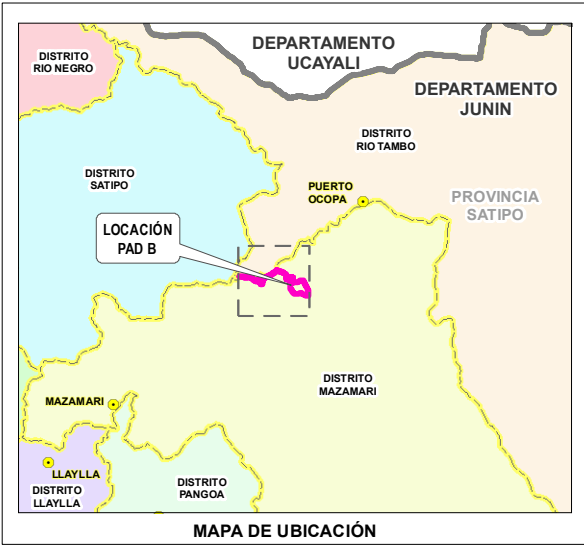 DEPARTAMENTO
UCAYALI
DISTRITO
RIO NEGRO
DEPARTAMENTO
JUNIN
DISTRITO
RIO TAMBO
DISTRITO
SATIPO
PUERTO
OCOPA
PROVINCIA
SATIPO
LOCACIÓN
PAD B
DISTRITO
MAZAMARI
MAZAMARI
LLAYLLA
DISTRITO
LLAYLLA
DISTRITO
PANGOA
MAPA DE UBICACIÓN